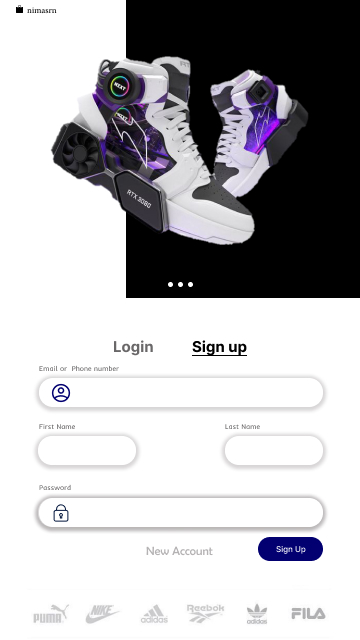 nimasrn
NZXT
NZXT
RTX 3080
Login
Sign up
Email or Phone number
First Name
Last Name
Password
New Account
Sign Up
PUMA
NIKE
adidas
Reebok
adidas
FILA